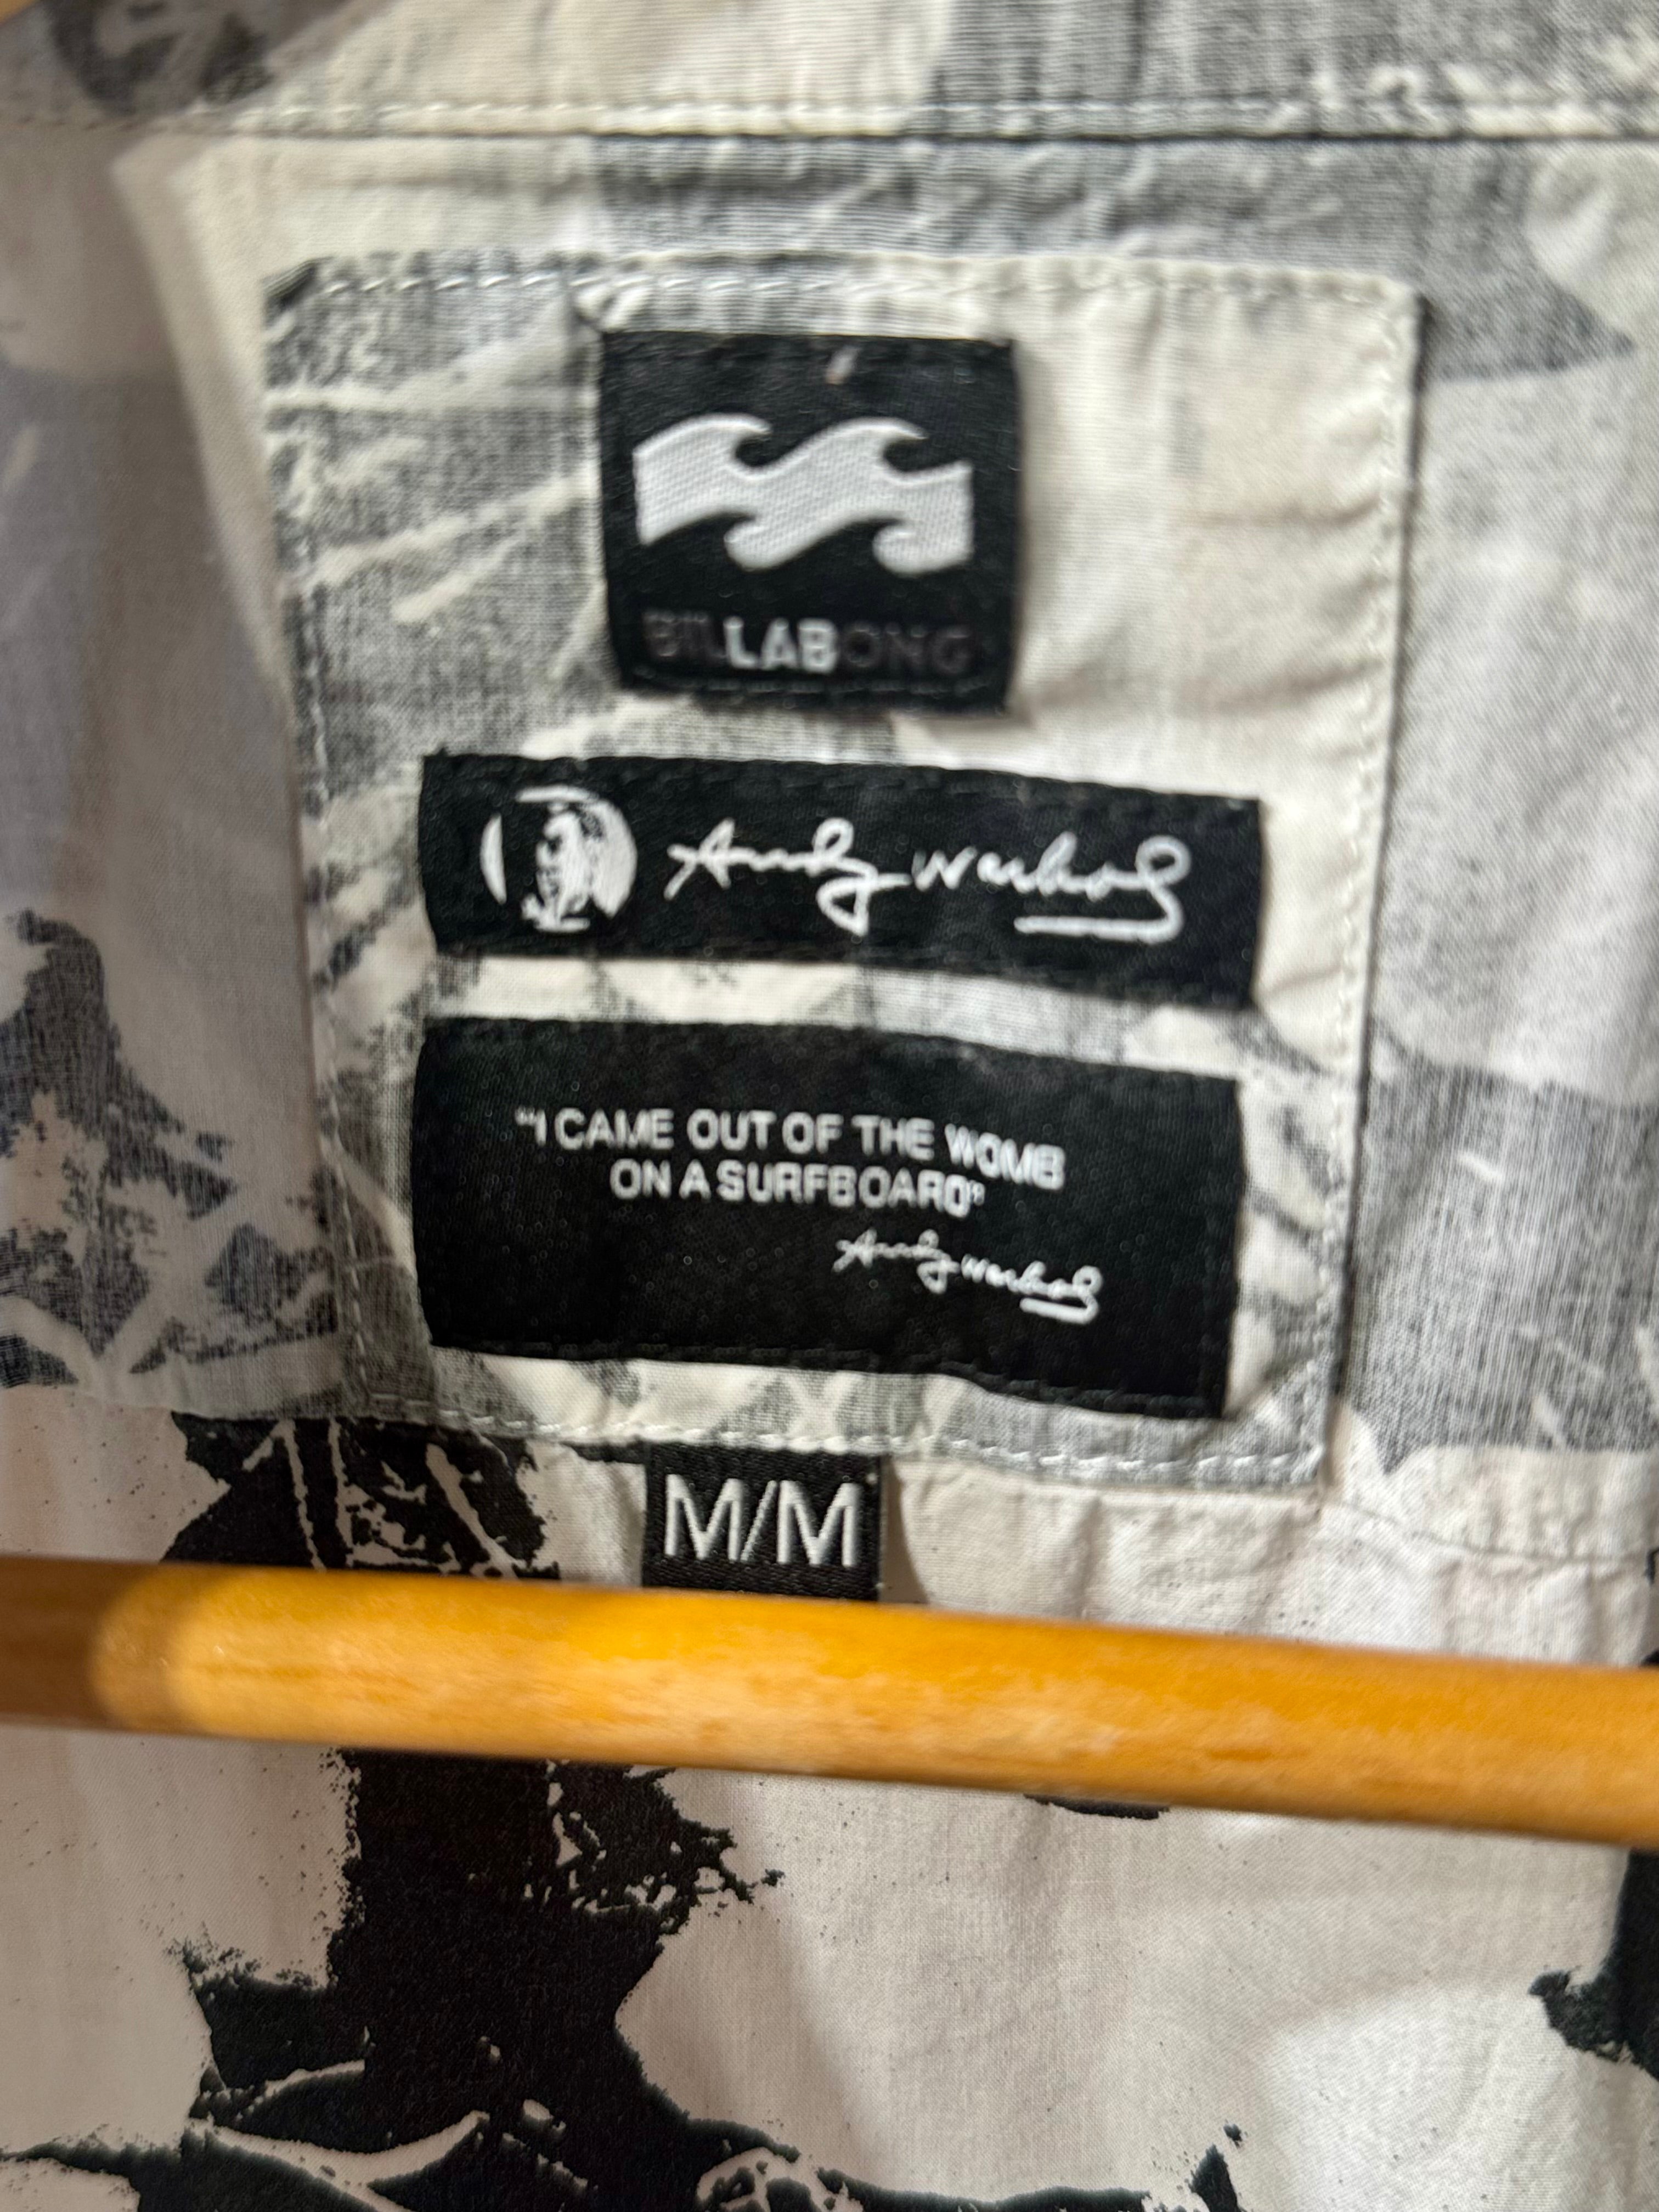 BILLABONG
Andy Warhol
"I CAME OUT OF THE WOMB
ON A SURFBOARD"
Andy Warhol
M/M